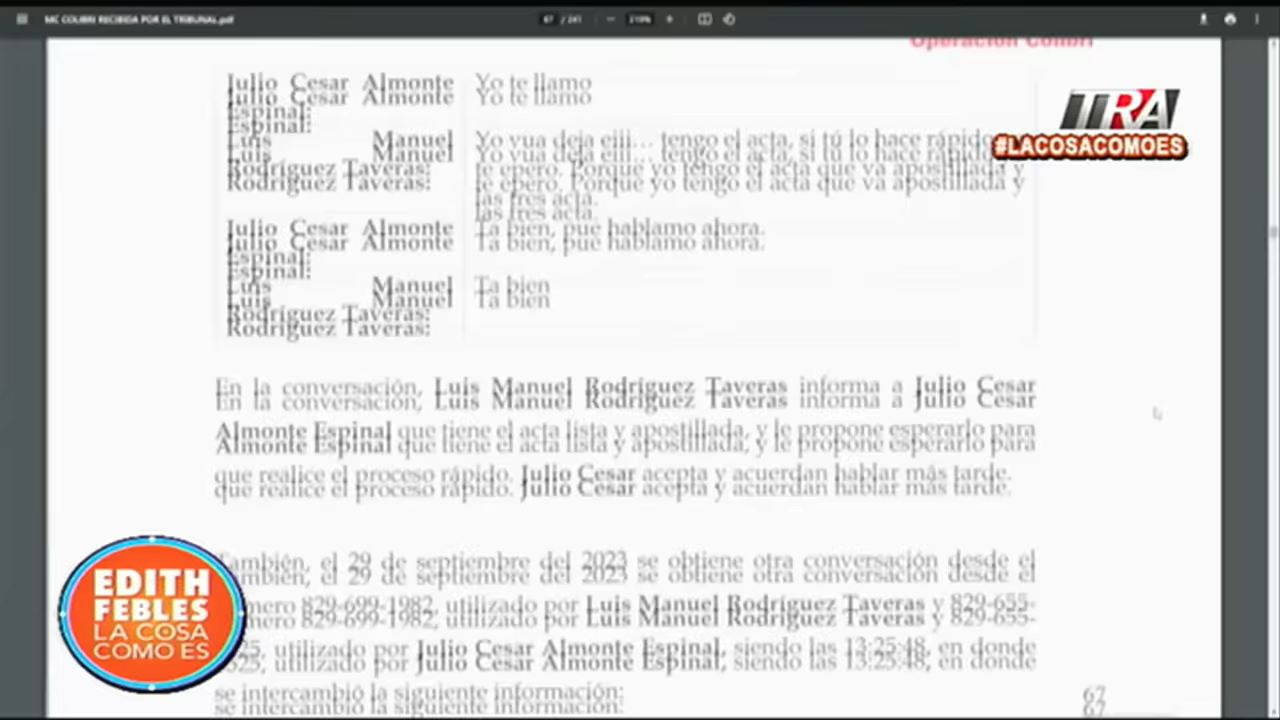 MC COLIBRI RECIBIDA POR EL TRIBUNAL.pdf
67 / 241
219%
Operación Colibrí
TRA
#LACOSACOMOES
Julio Cesar Almonte Espinal:
Yo te llamo
Luis Manuel Rodríguez Taveras:
Yo vua deja eiii... tengo el acta, si tú lo hace rápido
te epero. Porque yo tengo el acta que va apostillada y
las tres acta.
Julio Cesar Almonte Espinal:
Ta bien, pue hablamo ahora.
Luis Manuel Rodríguez Taveras:
Ta bien
En la conversación, Luis Manuel Rodríguez Taveras informa a Julio Cesar
Almonte Espinal que tiene el acta lista y apostillada, y le propone esperarlo para
que realice el proceso rápido. Julio Cesar acepta y acuerdan hablar más tarde.
También, el 29 de septiembre del 2023 se obtiene otra conversación desde el
829-699-1982, utilizado por Luis Manuel Rodríguez Taveras y 829-655-
utilizado por Julio Cesar Almonte Espinal, siendo las 13:25:48, en donde
se intercambió la siguiente información:
67
EDITH
FEBLES
LA COSA
COMO ES